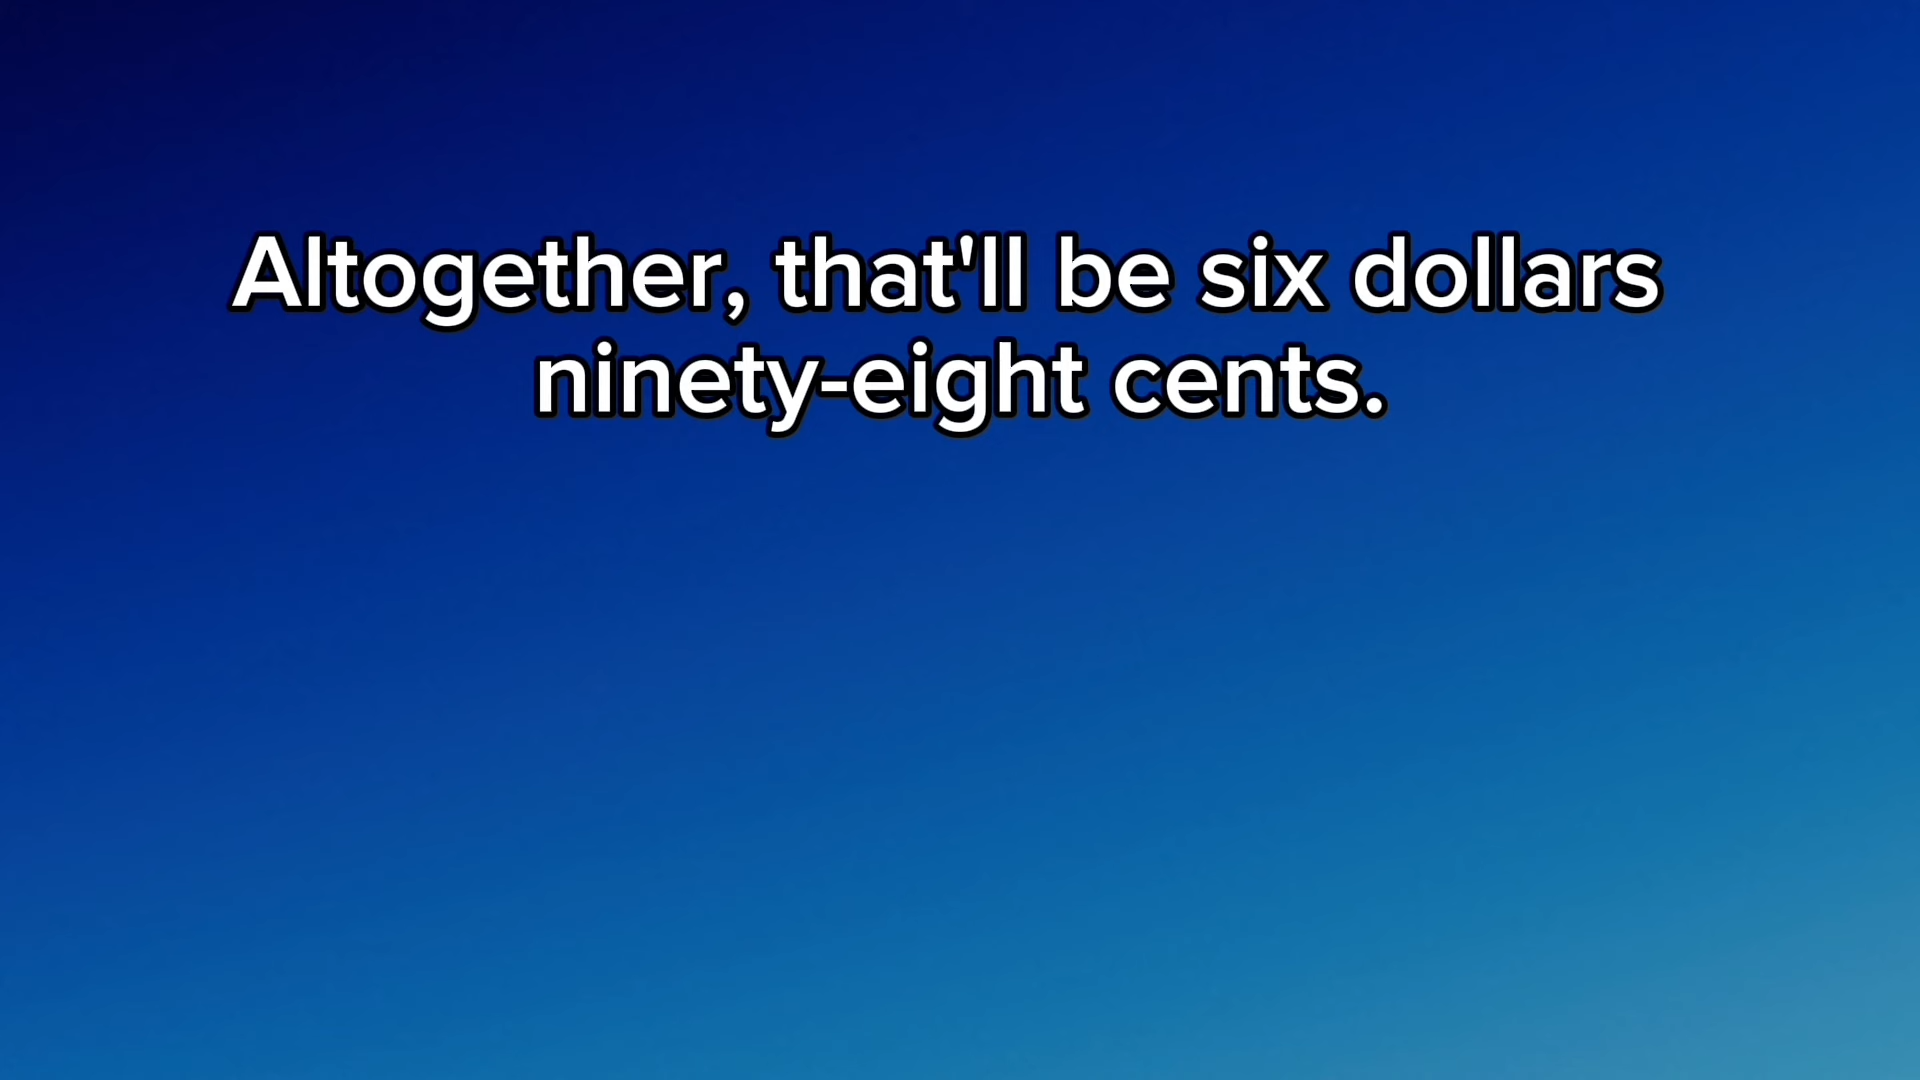 Altogether, that'll be six dollars
ninety-eight cents.